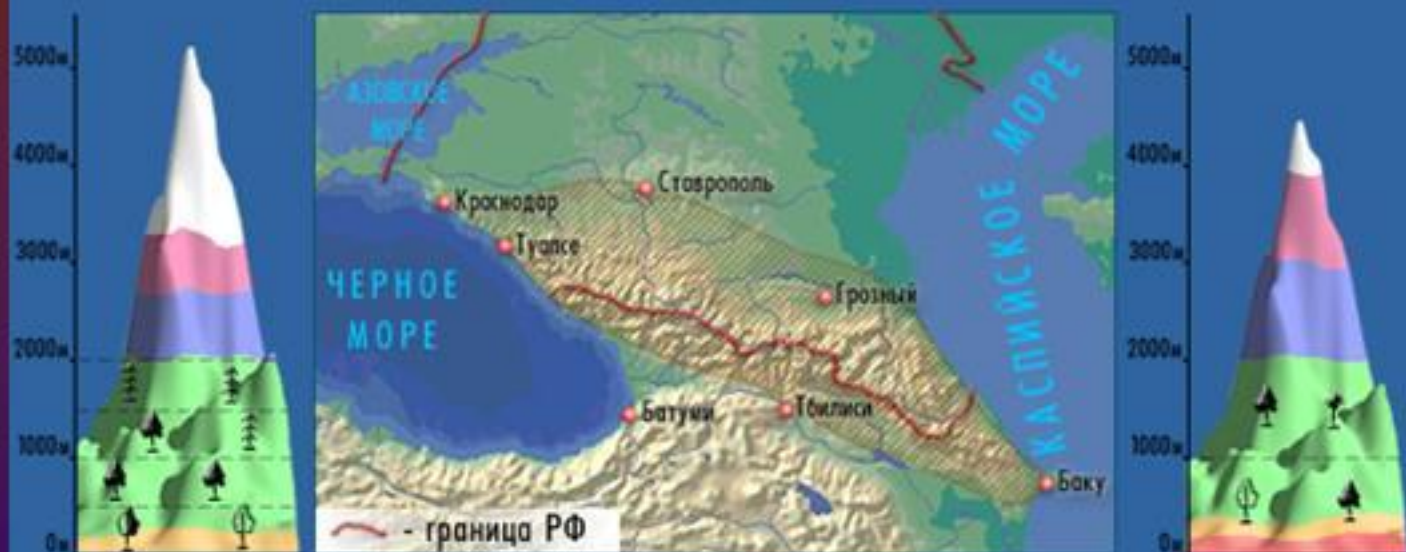 5000м
4000м
3000м
2000м
1000м
0м
АЗОВСКОЕ
МОРЕ
Краснодар
Ставрополь
Туапсе
ЧЕРНОЕ
МОРЕ
Грозный
КАСПИЙСКОЕ МОРЕ
Батуми
Тбилиси
Баку
- граница РФ
5000м
4000м
3000м
2000м
1000м
0м